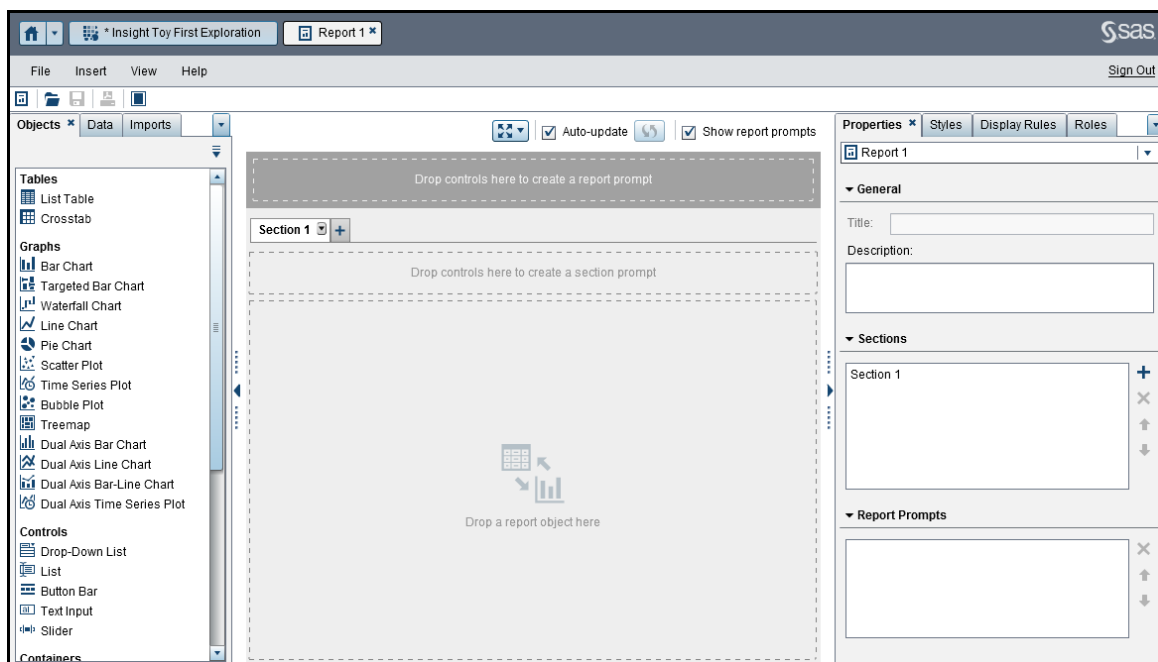 * Insight Toy First Exploration
Report 1
sas
File Insert View Help
Sign Out
Objects Data Imports
Auto-update
Show report prompts
Properties Styles Display Rules Roles
Report 1
Tables
List Table
Crosstab
Graphs
Bar Chart
Targeted Bar Chart
Waterfall Chart
Line Chart
Pie Chart
Scatter Plot
Time Series Plot
Bubble Plot
Treemap
Dual Axis Bar Chart
Dual Axis Line Chart
Dual Axis Bar-Line Chart
Dual Axis Time Series Plot
Controls
Drop-Down List
List
Button Bar
Text Input
Slider
Containers
Drop controls here to create a report prompt
Section 1
Drop controls here to create a section prompt
Drop a report object here
General
Title:
Description:
Sections
Section 1
Report Prompts